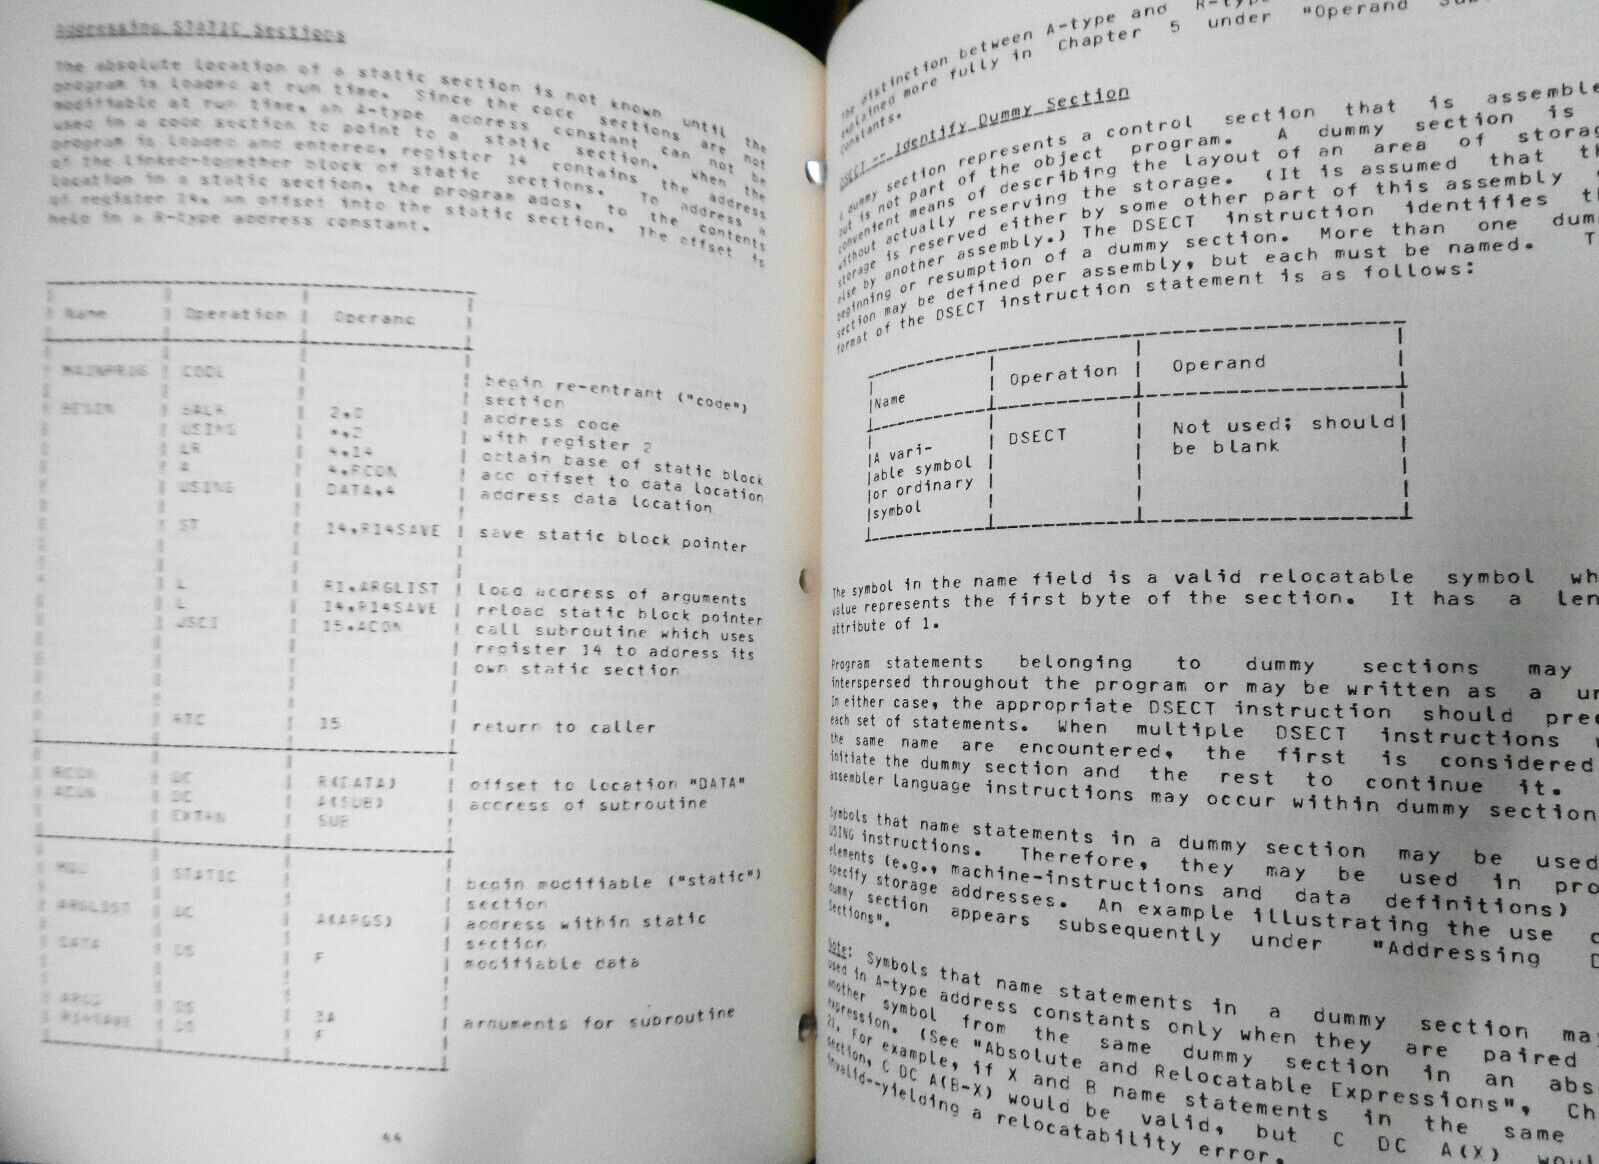 Addressing STATIC Sections
The absolute location of a static section is not known until the
program is loaded at run time. Since the code sections are not
modifiable at run time, an A-type address constant can not be
used in a code section to point to a static section. When the
program is loaded and entered, register 14 contains the address
of the linked-together block of static sections. To address a
location in a static section, the program adds, to the contents
of register 14, an offset into the static section. The offset is
held in a R-type address constant.
Name Operation Operand
MAINPROG CODE begin re-entrant ("code")
section
BEGIN BALR 2,0 address code
USING *,2 with register 2
LR 4,14 obtain base of static block
A 4,RCON add offset to data location
USING DATA,4 address data location
ST 14,R14SAVE save static block pointer
L R1,ARGLIST load address of arguments
L 14,R14SAVE reload static block pointer
15,ACON call subroutine which uses
register 14 to address its
own static section
15 return to caller
RCON DC R(DATA) offset to location "DATA"
ACON DC A(SUB) address of subroutine
EXTRN SUB
STATIC begin modifiable ("static")
section
ARGLIST DC A(ARGS) address within static
section
DATA DS F modifiable data
ARGS DS 3A arguments for subroutine
R14SAVE DS F
44
The distinction between A-type and R-type
explained more fully in Chapter 5 under "Operand
constants.
DSECT -- Identify Dummy Section
A dummy section represents a control section that is assemble
but is not part of the object program. A dummy section is
convenient means of describing the layout of an area of storag
without actually reserving the storage. (It is assumed that th
storage is reserved either by some other part of this assembly
else by another assembly.) The DSECT instruction identifies th
beginning or resumption of a dummy section. More than one dum
section may be defined per assembly, but each must be named. T
format of the DSECT instruction statement is as follows:
Name Operation Operand
A vari- DSECT Not used; should
able symbol be blank
or ordinary
symbol
The symbol in the name field is a valid relocatable symbol wh
value represents the first byte of the section. It has a len
attribute of 1.
Program statements belonging to dummy sections may
interspersed throughout the program or may be written as a un
In either case, the appropriate DSECT instruction should prec
each set of statements. When multiple DSECT instructions
the same name are encountered, the first is considered
initiate the dummy section and the rest to continue it.
assembler language instructions may occur within dummy section
Symbols that name statements in a dummy section may be used
USING instructions. Therefore, they may be used in pro
elements (e.g., machine-instructions and data definitions)
specify storage addresses. An example illustrating the use o
dummy section appears subsequently under "Addressing D
Sections".
Note: Symbols that name statements in a dummy section may
used in A-type address constants only when they are paired
another symbol from the same dummy section in an abs
expression. (See "Absolute and Relocatable Expressions", Ch
2). For example, if X and B name statements in the same
section, C DC A(B-X) would be valid, but C DC A(X) woul
invalid--yielding a relocatability error.